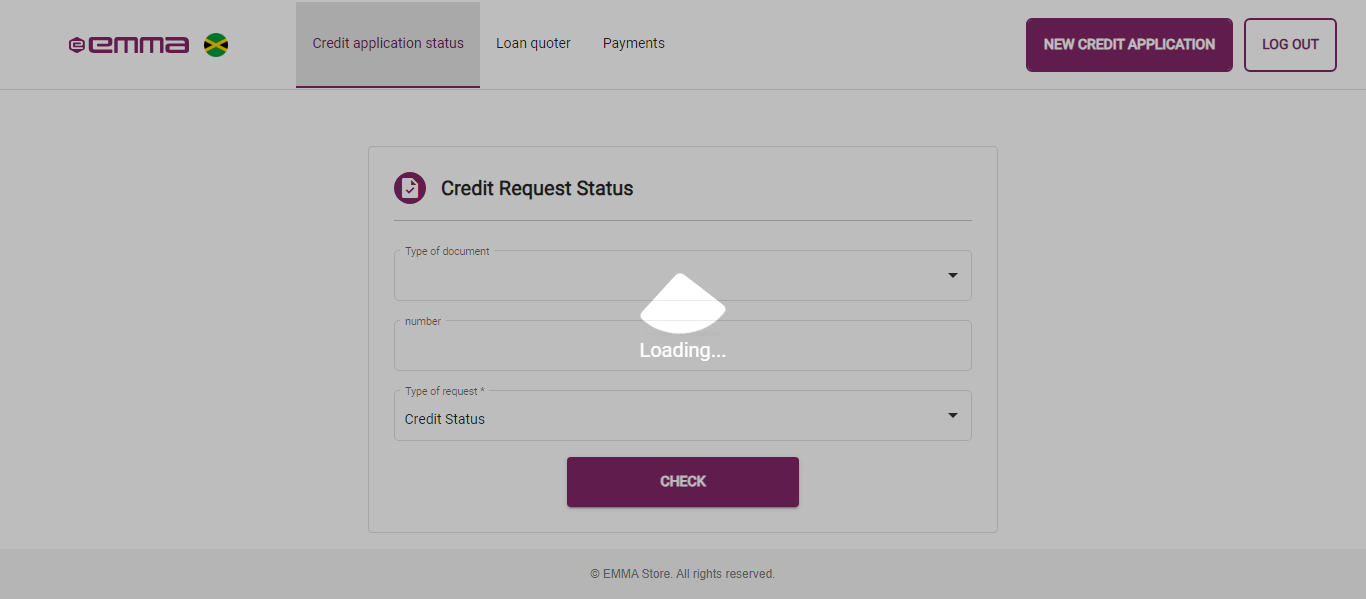 emma
Credit application status
Loan quoter
Payments
NEW CREDIT APPLICATION
LOG OUT
Credit Request Status
Type of document
number
Loading...
Type of request *
Credit Status
CHECK
© EMMA Store. All rights reserved.